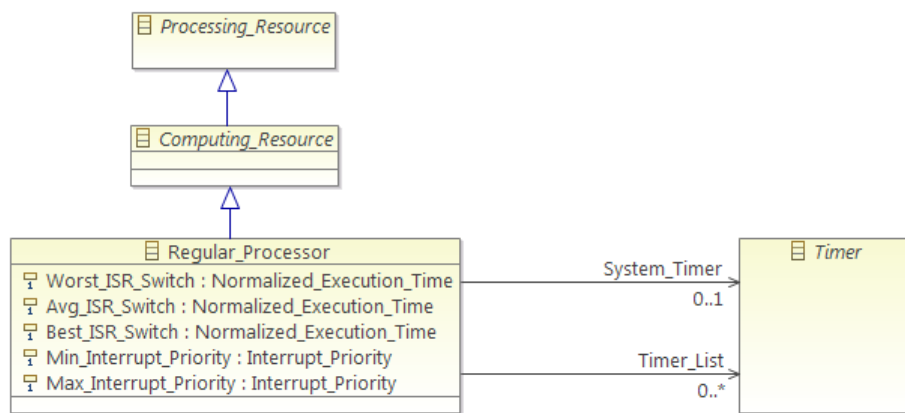 Processing_Resource
Computing_Resource
Regular_Processor
Worst_ISR_Switch : Normalized_Execution_Time
Avg_ISR_Switch : Normalized_Execution_Time
Best_ISR_Switch : Normalized_Execution_Time
Min_Interrupt_Priority : Interrupt_Priority
Max_Interrupt_Priority : Interrupt_Priority
System_Timer
0..1
Timer_List
0..*
Timer